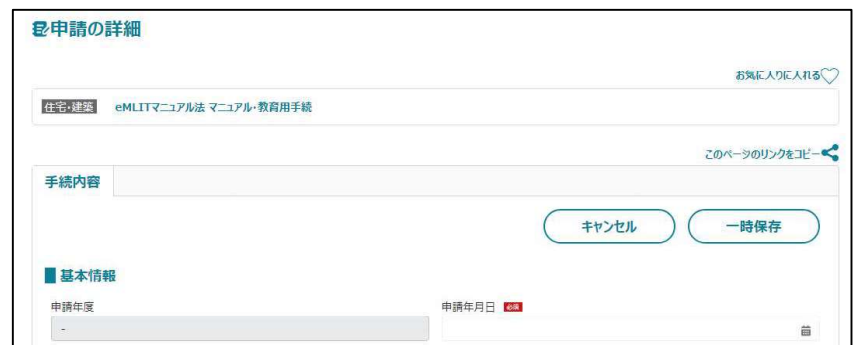 申請の詳細
お気に入りに入れる
住宅・建築 eMLITマニュアル法 マニュアル・教育用手続
このページのリンクをコピー
手続内容
キャンセル 一時保存
基本情報
申請年度 申請年月日 必須
-